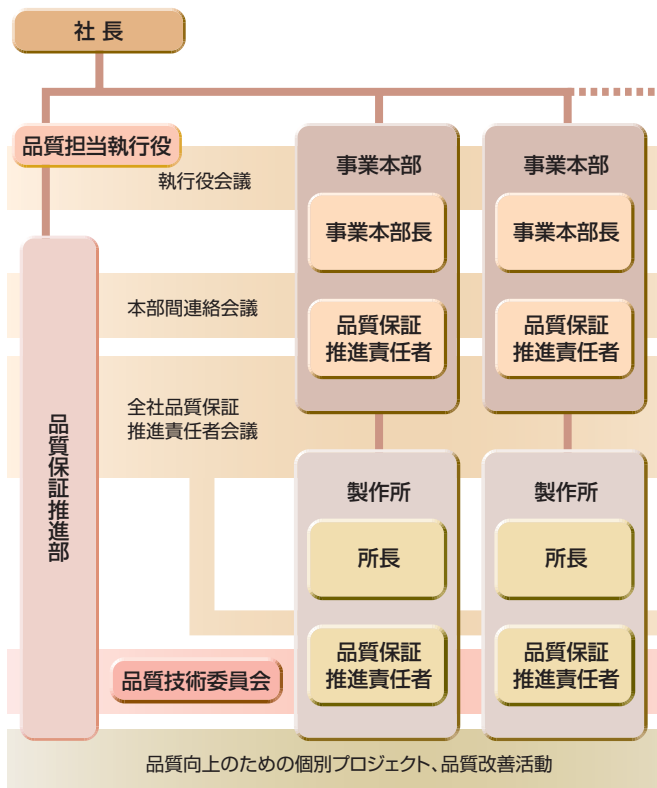 社長
品質担当執行役
執行役会議
事業本部
事業本部長
事業本部
事業本部長
本部間連絡会議
品質保証
推進責任者
品質保証
推進責任者
全社品質保証
推進責任者会議
品質保証推進部
製作所
所長
製作所
所長
品質技術委員会
品質保証
推進責任者
品質保証
推進責任者
品質向上のための個別プロジェクト、品質改善活動